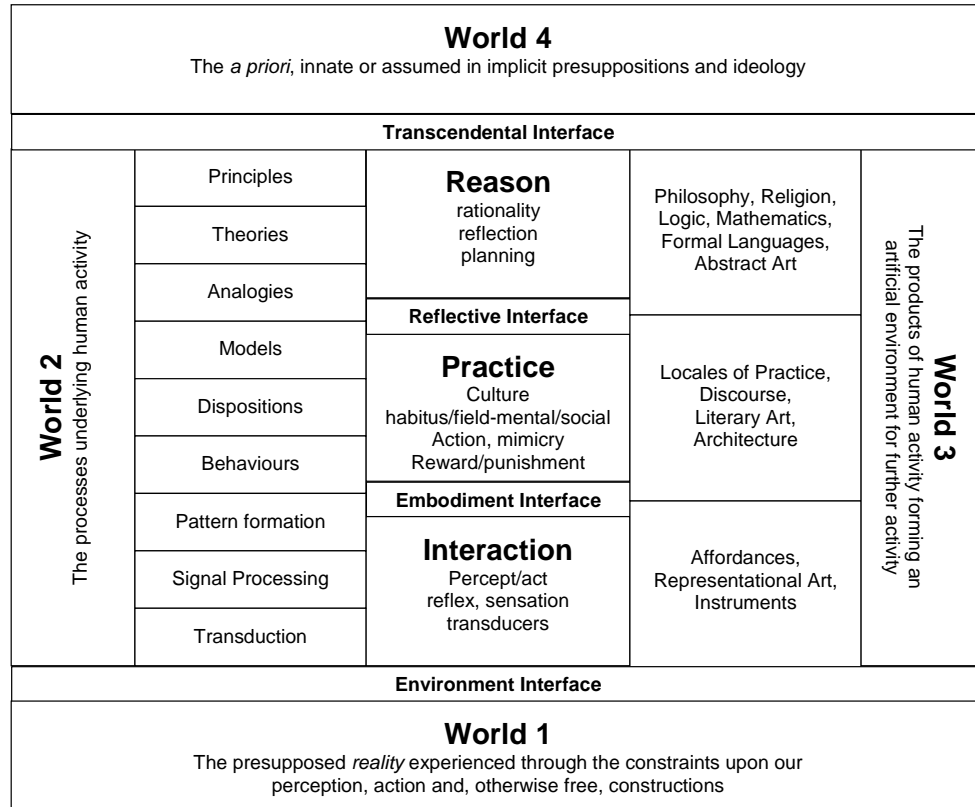 World 4
The a priori, innate or assumed in implicit presuppositions and ideology
Transcendental Interface
World 2
The processes underlying human activity
Principles
Theories
Analogies
Models
Dispositions
Behaviours
Pattern formation
Signal Processing
Transduction
Reason
rationality
reflection
planning
Reflective Interface
Practice
Culture
habitus/field-mental/social
Action, mimicry
Reward/punishment
Embodiment Interface
Interaction
Percept/act
reflex, sensation
transducers
Philosophy, Religion,
Logic, Mathematics,
Formal Languages,
Abstract Art
Locales of Practice,
Discourse,
Literary Art,
Architecture
Affordances,
Representational Art,
Instruments
World 3
The products of human activity forming an
artificial environment for further activity
Environment Interface
World 1
The presupposed reality experienced through the constraints upon our
perception, action and, otherwise free, constructions